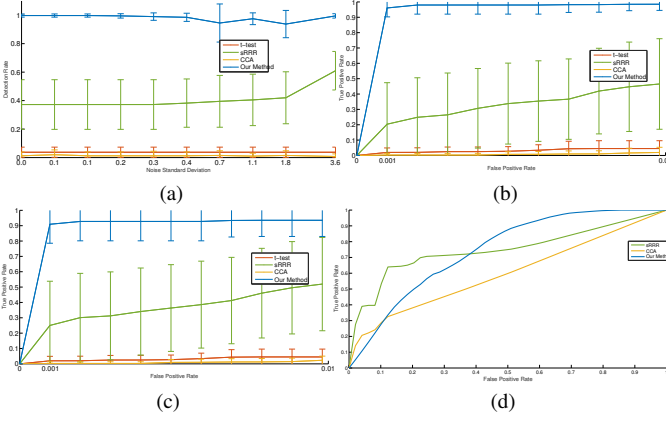 1
0.8
0.6
0.4
0.2
0
Detection Rate
0.0 0.1 0.1 0.2 0.3 0.4 0.7 1.1 1.8 3.6
Noise Standard Deviation
t-test
sRRR
CCA
Our Method
(a)
1
0.9
0.8
0.7
0.6
0.5
0.4
0.3
0.2
0.1
0
True Positive Rate
0.001
False Positive Rate
t-test
sRRR
CCA
Our Method
(b)
1
0.9
0.8
0.7
0.6
0.5
0.4
0.3
0.2
0.1
0
True Positive Rate
0.001 0.01
False Positive Rate
t-test
sRRR
CCA
Our Method
(c)
1
0.9
0.8
0.7
0.6
0.5
0.4
0.3
0.2
0.1
0
True Positive Rate
0 0.1 0.2 0.3 0.4 0.5 0.6 0.7 0.8 0.9
False Positive Rate
sRRR
CCA
(d)